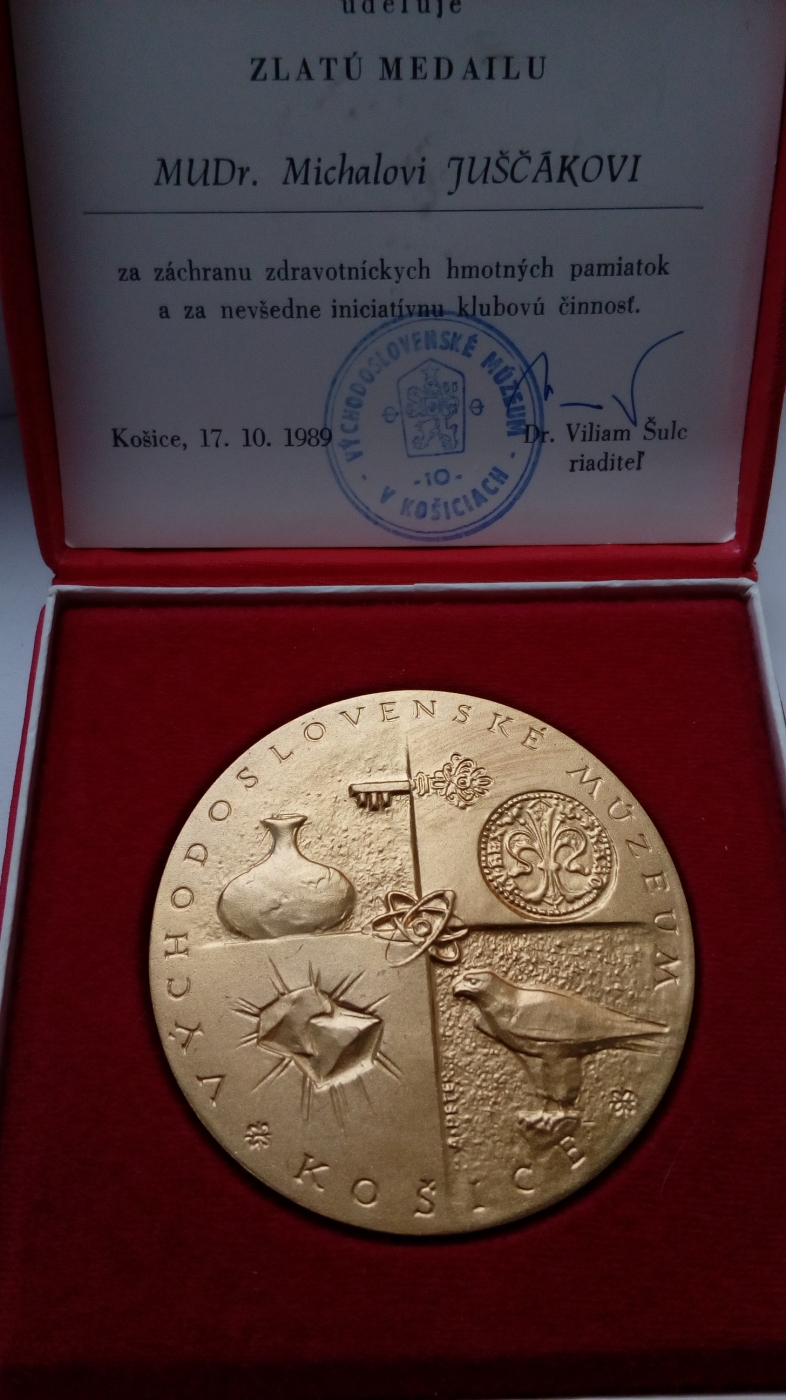 udeľuje
ZLATÚ MEDAILU
MUDr. Michalovi JUŠČÁKOVI
za záchranu zdravotníckych hmotných pamiatok
a za nevšedne iniciatívnu klubovú činnosť.
VÝCHODOSLOVENSKÉ MÚZEUM
- 10 -
V KOŠICIACH
Košice, 17. 10. 1989
Dr. Viliam Šulc
riaditeľ
VÝCHODOSLOVENSKÉ MÚZEUM
KOŠICE